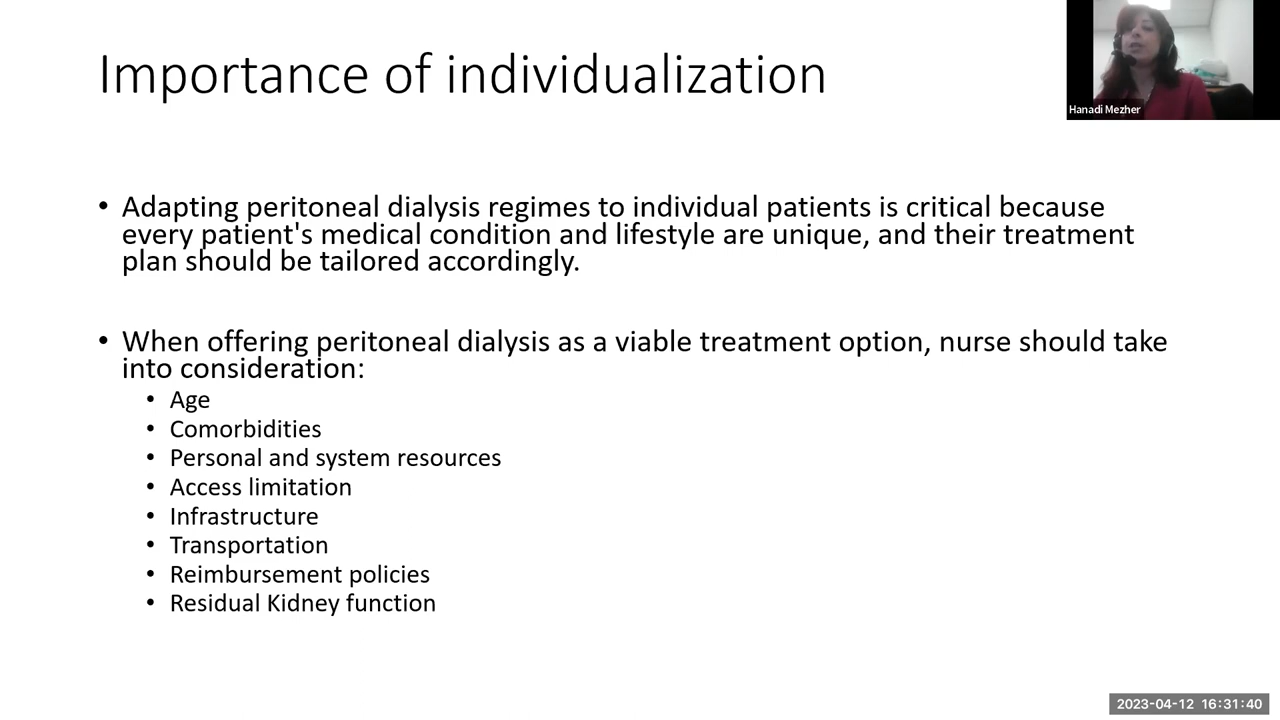 Importance of individualization
Hanadi Mezher
• Adapting peritoneal dialysis regimes to individual patients is critical because
every patient's medical condition and lifestyle are unique, and their treatment
plan should be tailored accordingly.
• When offering peritoneal dialysis as a viable treatment option, nurse should take
into consideration:
• Age
• Comorbidities
• Personal and system resources
• Access limitation
• Infrastructure
• Transportation
• Reimbursement policies
• Residual Kidney function
2023-04-12 16:31:40